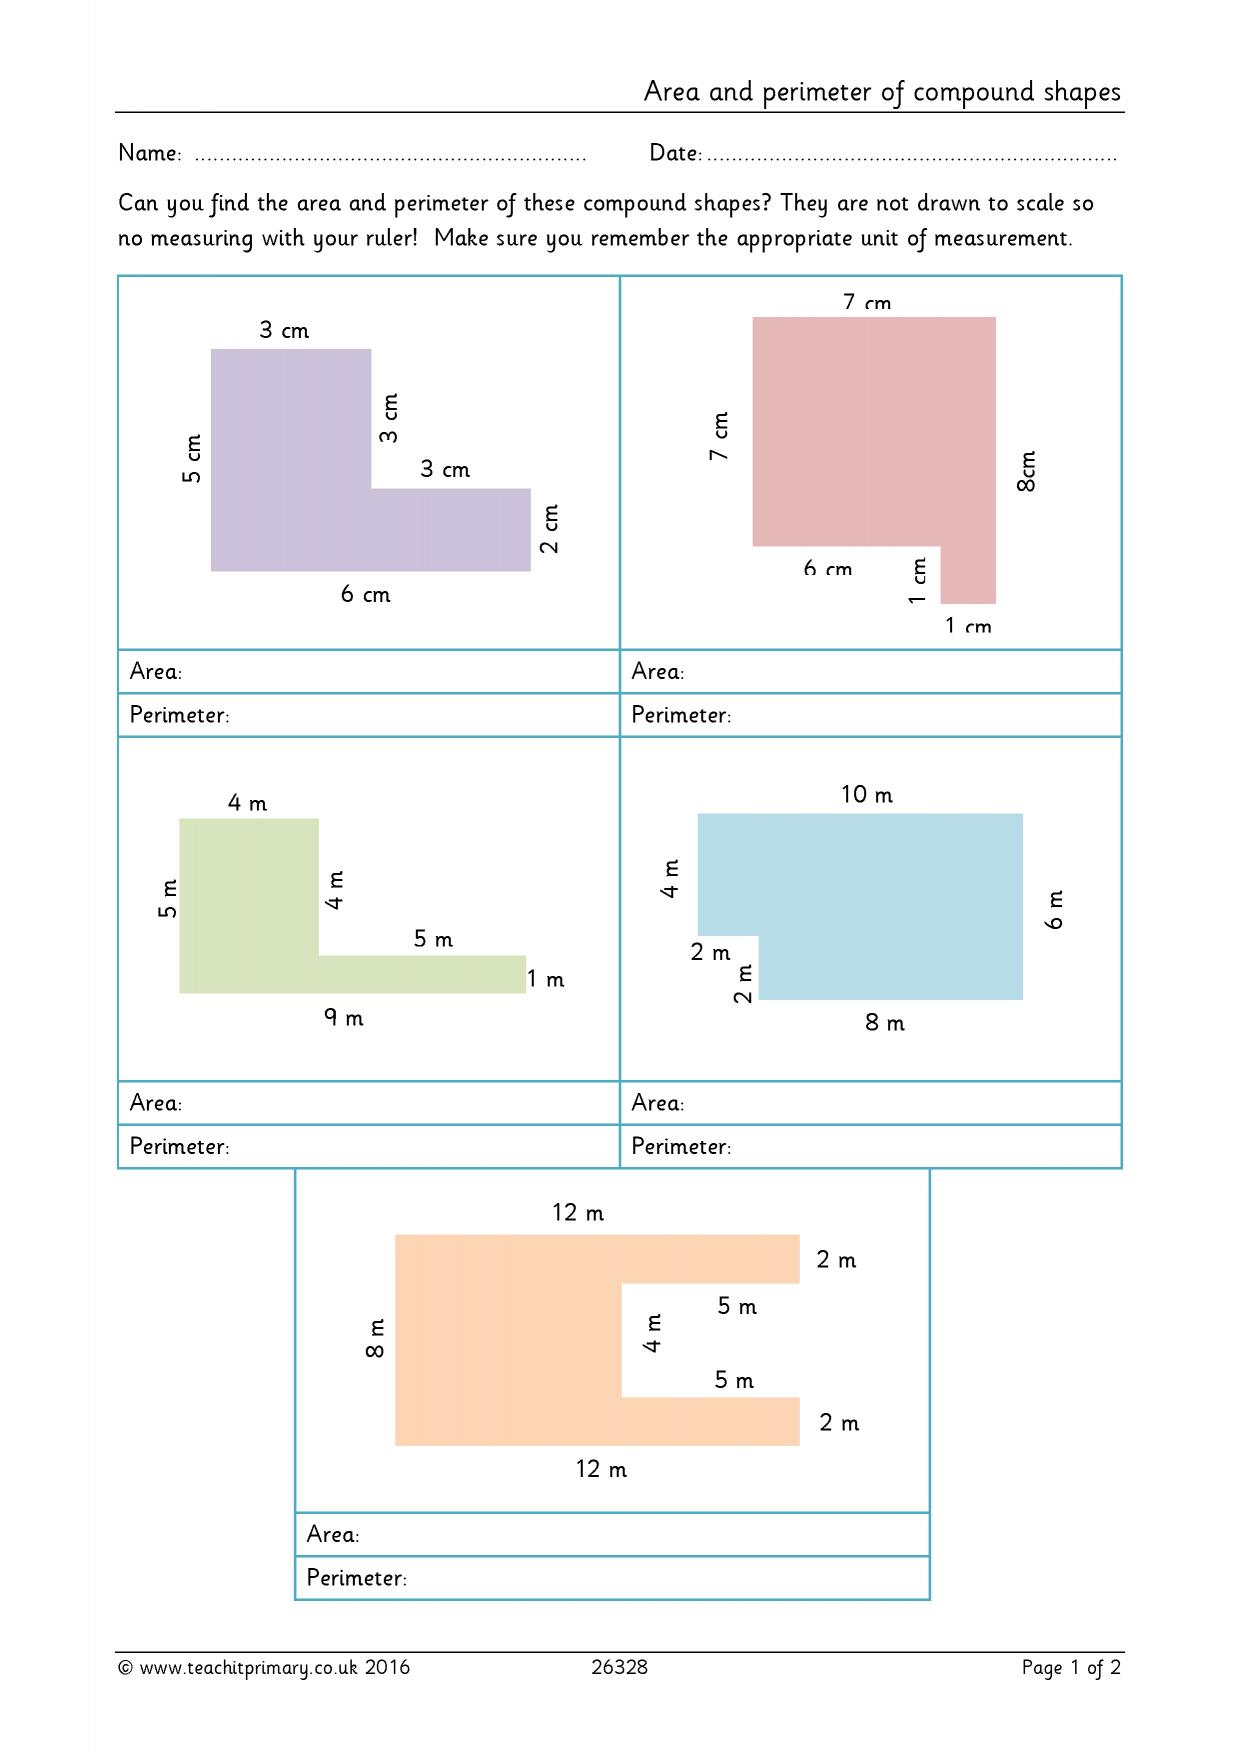 Area and perimeter of compound shapes
Name: ................................................................ Date: ...................................................................
Can you find the area and perimeter of these compound shapes? They are not drawn to scale so
no measuring with your ruler! Make sure you remember the appropriate unit of measurement.
3 cm
5 cm
3 cm
3 cm
2 cm
6 cm
7 cm
7 cm
8cm
6 cm
1 cm
1 cm
Area:
Area:
Perimeter:
Perimeter:
4 m
5 m
4 m
5 m
1 m
9 m
10 m
4 m
6 m
2 m
2 m
8 m
Area:
Area:
Perimeter:
Perimeter:
12 m
2 m
5 m
8 m
4 m
5 m
2 m
12 m
Area:
Perimeter:
© www.teachitprimary.co.uk 2016 26328 Page 1 of 2